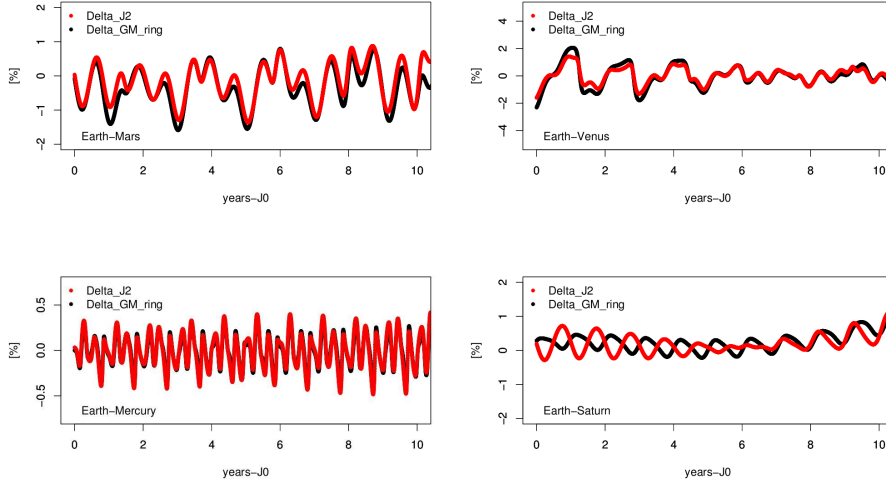 Delta_J2
Delta_GM_ring
[%]
2
1
0
−1
−2
Earth−Mars
0 2 4 6 8 10
years−J0
Delta_J2
Delta_GM_ring
[%]
4
2
0
−2
−4
Earth−Venus
0 2 4 6 8 10
years−J0
Delta_J2
Delta_GM_ring
[%]
0.5
0.0
−0.5
Earth−Mercury
0 2 4 6 8 10
years−J0
Delta_J2
Delta_GM_ring
[%]
2
1
0
−1
−2
Earth−Saturn
0 2 4 6 8 10
years−J0